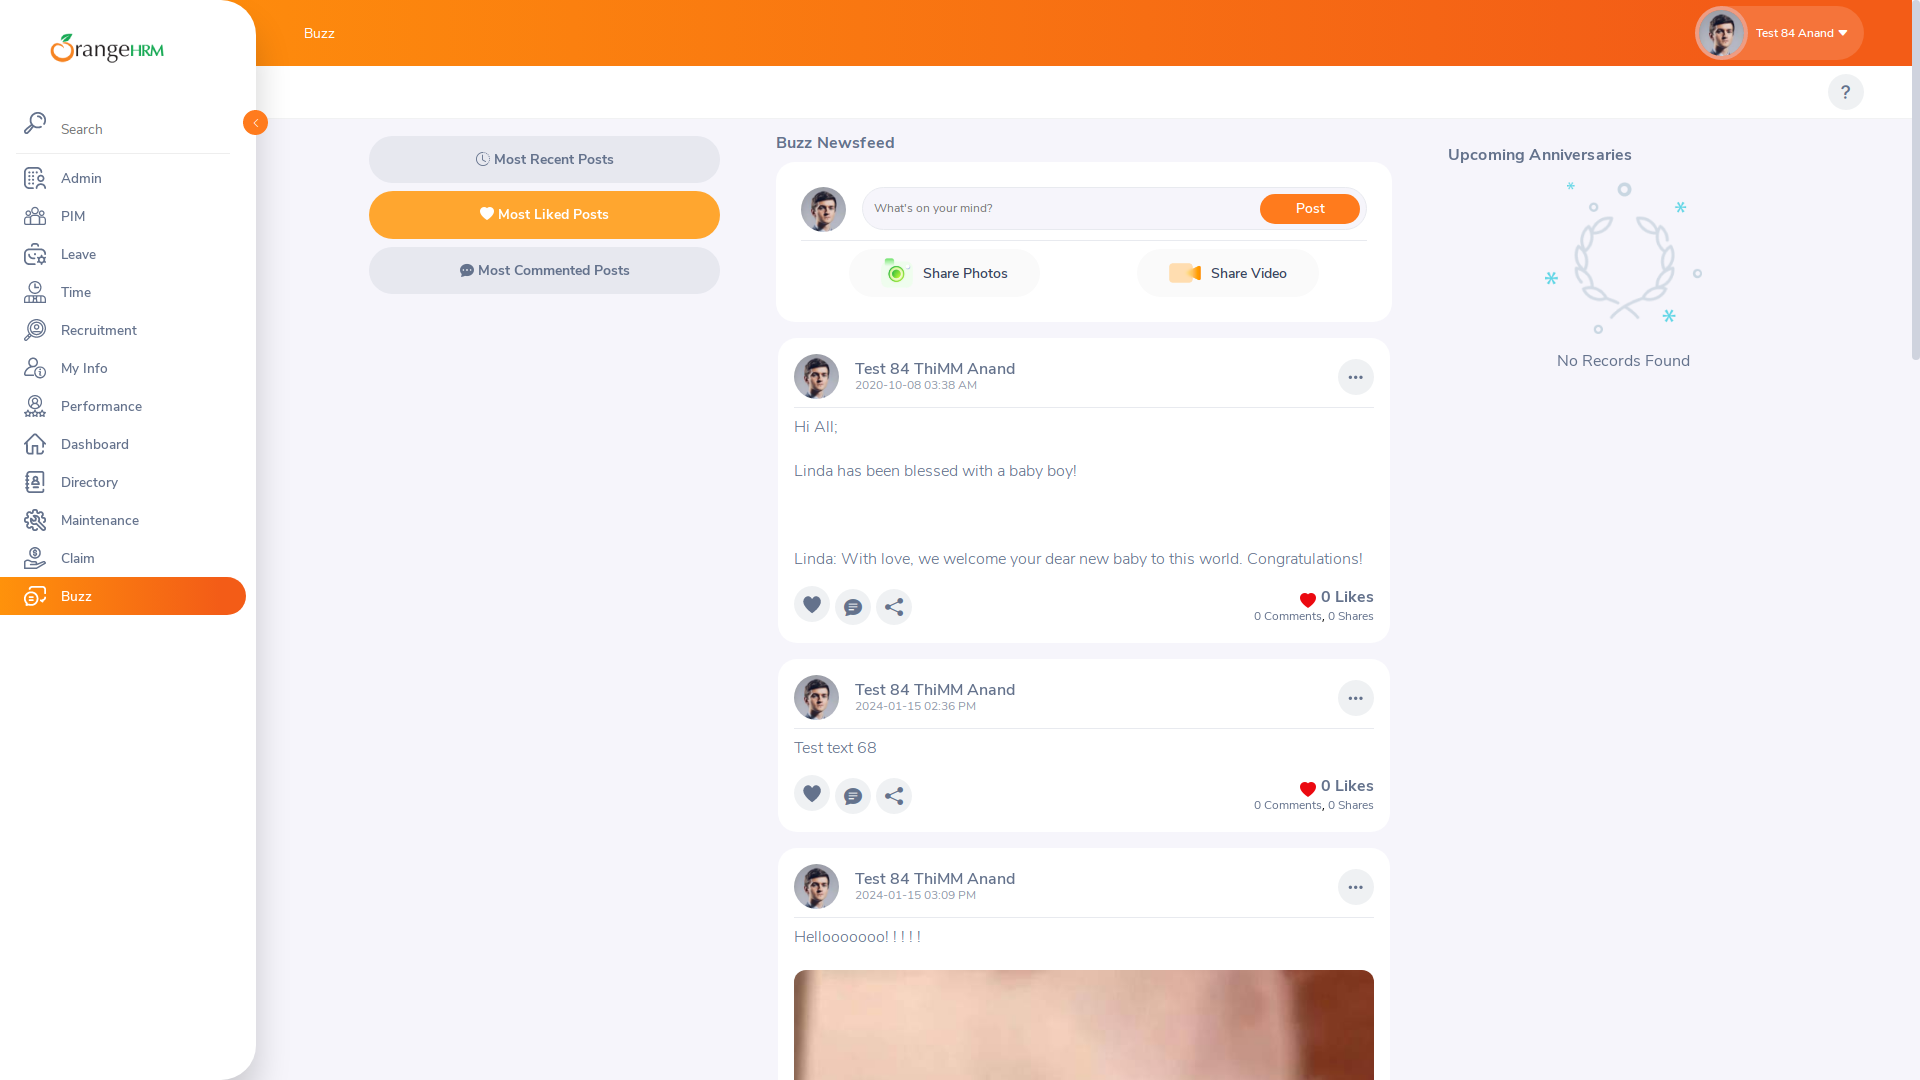 OrangeHRM
Search
Admin
PIM
Leave
Time
Recruitment
My Info
Performance
Dashboard
Directory
Maintenance
Claim
Buzz
Buzz
Test 84 Anand
?
Most Recent Posts
Most Liked Posts
Most Commented Posts
Buzz Newsfeed
What's on your mind?
Post
Share Photos
Share Video
Test 84 ThiMM Anand
2020-10-08 03:38 AM
Hi All;
Linda has been blessed with a baby boy!
Linda: With love, we welcome your dear new baby to this world. Congratulations!
0 Likes
0 Comments, 0 Shares
Test 84 ThiMM Anand
2024-01-15 02:36 PM
Test text 68
0 Likes
0 Comments, 0 Shares
Test 84 ThiMM Anand
2024-01-15 03:09 PM
Hellooooooo! ! ! ! !
Upcoming Anniversaries
No Records Found